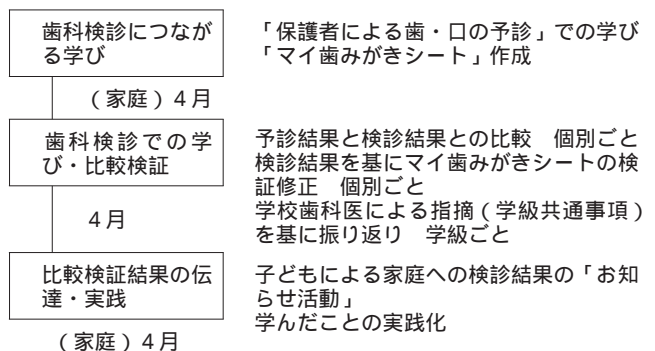 歯科検診につなが
る学び
「保護者による歯・口の予診」での学び
「マイ歯みがきシート」作成
（家庭）４月
歯科検診での学
び・比較検証
予診結果と検診結果との比較　個別ごと
検診結果を基にマイ歯みがきシートの検
証修正　個別ごと
学校歯科医による指摘（学級共通事項）
を基に振り返り　学級ごと
４月
比較検証結果の伝
達・実践
子どもによる家庭への検診結果の「お知
らせ活動」
学んだことの実践化
（家庭）４月